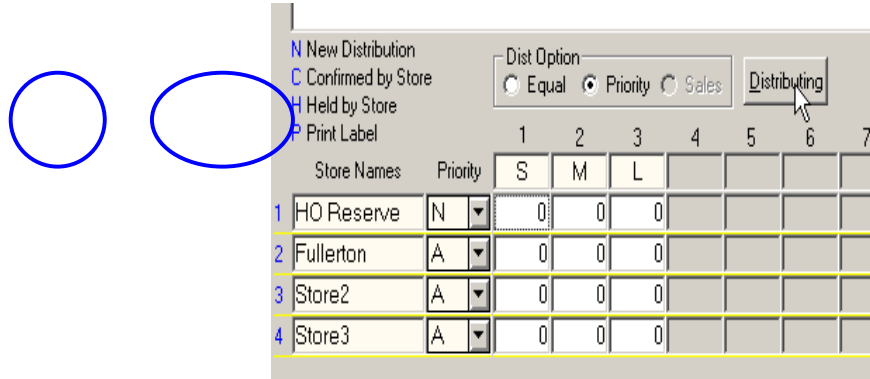 N New Distribution
C Confirmed by Store
H Held by Store
P Print Label
Dist Option
Equal Priority Sales
Distributing
1 2 3 4 5 6 7
Store Names Priority S M L
1 HO Reserve N 0 0 0
2 Fullerton A 0 0 0
3 Store2 A 0 0 0
4 Store3 A 0 0 0